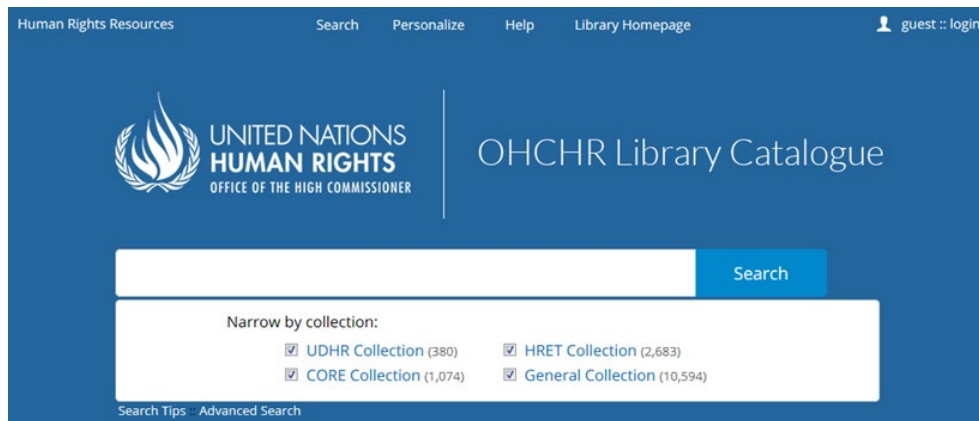 Human Rights Resources Search Personalize Help Library Homepage guest :: login
UNITED NATIONS
HUMAN RIGHTS
OFFICE OF THE HIGH COMMISSIONER
OHCHR Library Catalogue
Search
Narrow by collection:
UDHR Collection (380) HRET Collection (2,683)
CORE Collection (1,074) General Collection (10,594)
Search Tips :: Advanced Search